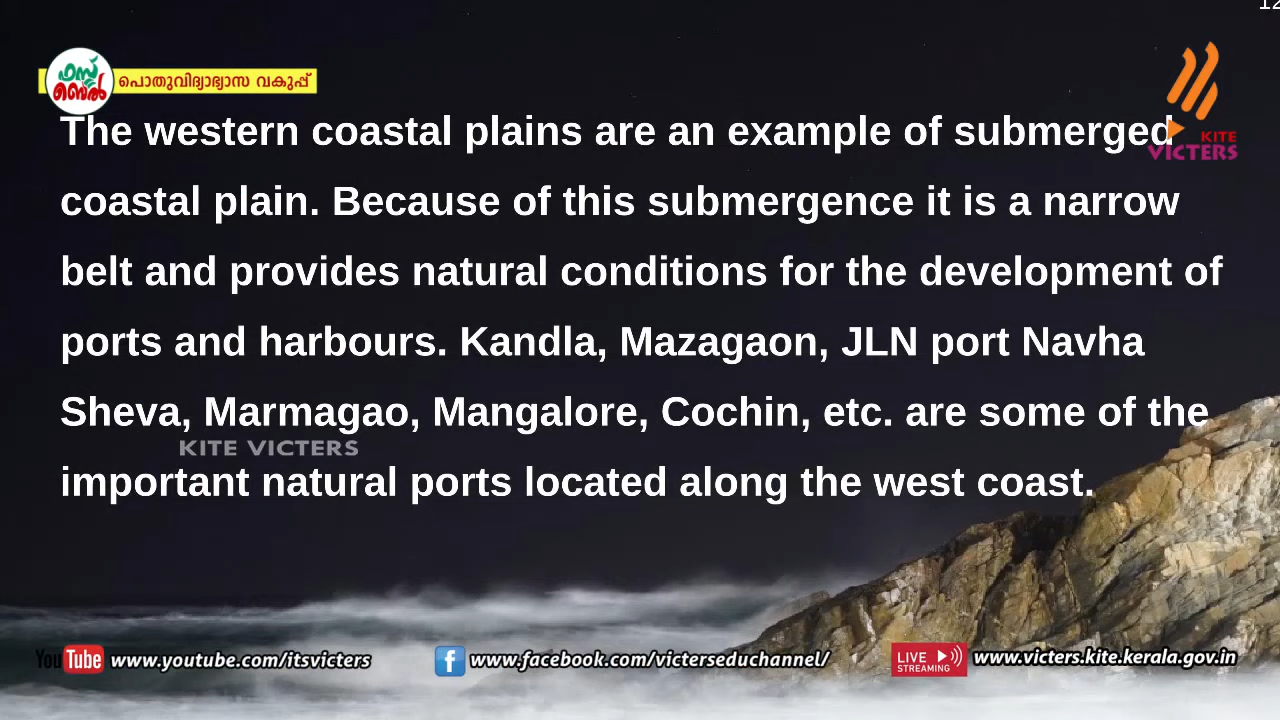 12
ഫസ്റ്റ്
ബെൽ
പൊതുവിദ്യാഭ്യാസ വകുപ്പ്
KITE
VICTERS
The western coastal plains are an example of submerged
coastal plain. Because of this submergence it is a narrow
belt and provides natural conditions for the development of
ports and harbours. Kandla, Mazagaon, JLN port Navha
Sheva, Marmagao, Mangalore, Cochin, etc. are some of the
KITE VICTERS
important natural ports located along the west coast.
YouTube www.youtube.com/itsvicters
f www.facebook.com/victerseduchannel/
LIVE
STREAMING
www.victers.kite.kerala.gov.in